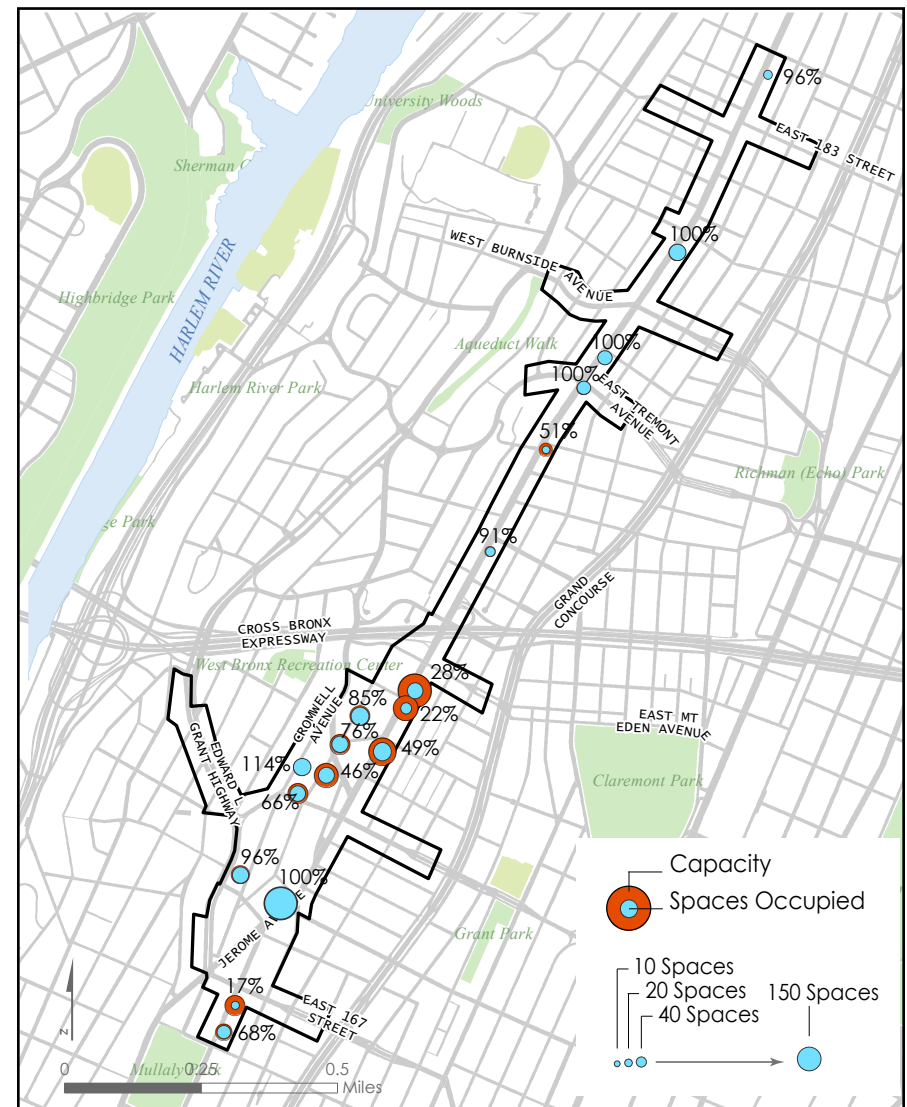 96%
University Woods
EAST 183 STREET
Sherman C
100%
WEST BURNSIDE AVENUE
HARLEM RIVER
Highbridge Park
Aqueduct Walk
100%
100%
Harlem River Park
EAST TREMONT
AVENUE
51%
Richman (Echo) Park
ge Park
91%
GRAND
CONCOURSE
CROSS BRONX
EXPRESSWAY
West Bronx Recreation Center
28%
85%
22%
CROMWELL
AVENUE
76%
49%
EAST MT
EDEN AVENUE
114%
46%
66%
EDWARD L
GRANT HIGHWAY
Claremont Park
96%
100%
JEROME A E
Grant Park
17%
EAST 167
STREET
68%
Mullaly Park
N
0 0.25 0.5
Miles
Capacity
Spaces Occupied
10 Spaces
20 Spaces
40 Spaces
150 Spaces